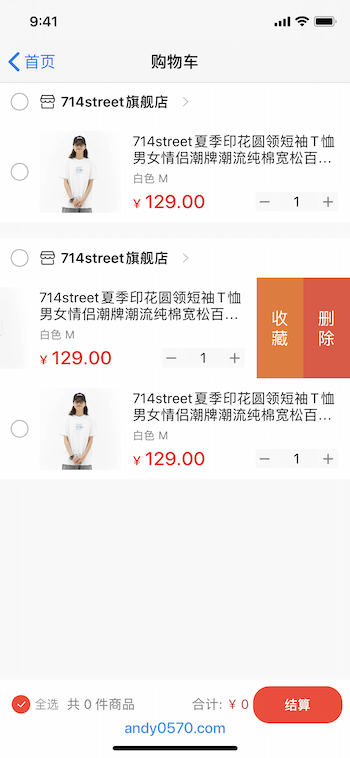 9:41
首页
购物车
714street旗舰店
714street夏季印花圆领短袖T恤
男女情侣潮牌潮流纯棉宽松百...
白色 M
¥ 129.00
1
714street旗舰店
714street夏季印花圆领短袖T恤
男女情侣潮牌潮流纯棉宽松百...
白色 M
¥ 129.00
1
收藏
删除
714street夏季印花圆领短袖T恤
男女情侣潮牌潮流纯棉宽松百...
白色 M
¥ 129.00
1
全选 共 0 件商品 合计: ¥ 0 结算
andy0570.com